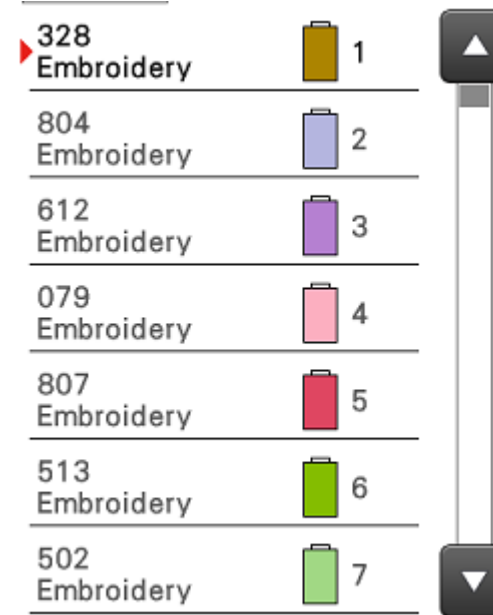 328
Embroidery 1
804
Embroidery 2
612
Embroidery 3
079
Embroidery 4
807
Embroidery 5
513
Embroidery 6
502
Embroidery 7